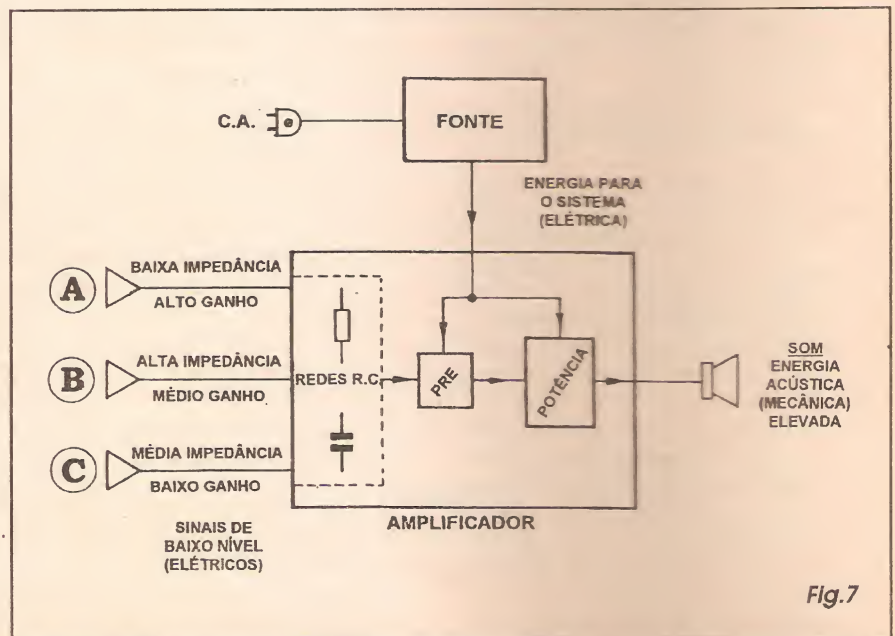 C.A.
FONTE
ENERGIA PARA
O SISTEMA
(ELÉTRICA)
A
BAIXA IMPEDÂNCIA
ALTO GANHO
B
ALTA IMPEDÂNCIA
MÉDIO GANHO
C
MÉDIA IMPEDÂNCIA
BAIXO GANHO
SINAIS DE
BAIXO NÍVEL
(ELÉTRICOS)
REDES R.C.
PRE
POTÊNCIA
AMPLIFICADOR
SOM
ENERGIA
ACÚSTICA
(MECÂNICA)
ELEVADA
Fig.7